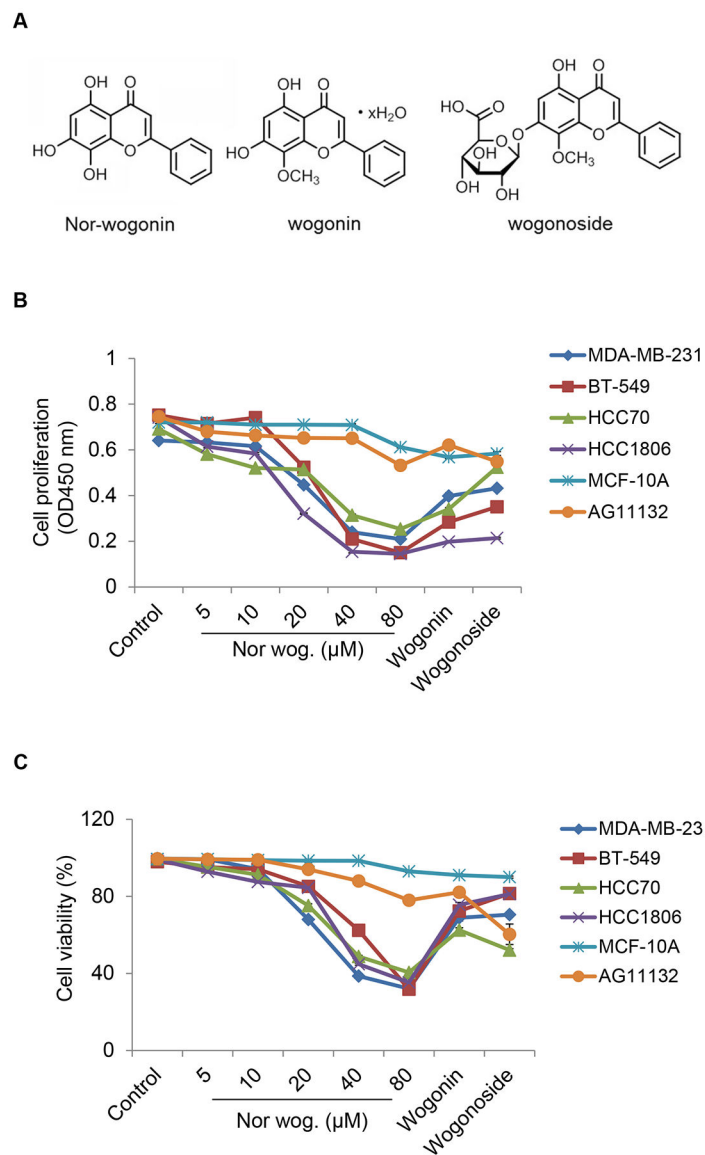 A
OH
O
HO
O
OH
Nor-wogonin
OH
O
• xH2O
HO
O
OCH3
wogonin
OH
O
O
HO
O
O
O
OH
OCH3
OH
OH
wogonoside
B
Cell proliferation
(OD450 nm)
1
0.8
0.6
0.4
0.2
0
Control
5
10
20
40
80
Wogonin
Wogonoside
Nor wog. (µM)
MDA-MB-231
BT-549
HCC70
HCC1806
MCF-10A
AG11132
C
Cell viability (%)
120
80
40
0
Control
5
10
20
40
80
Wogonin
Wogonoside
Nor wog. (µM)
MDA-MB-23
BT-549
HCC70
HCC1806
MCF-10A
AG11132